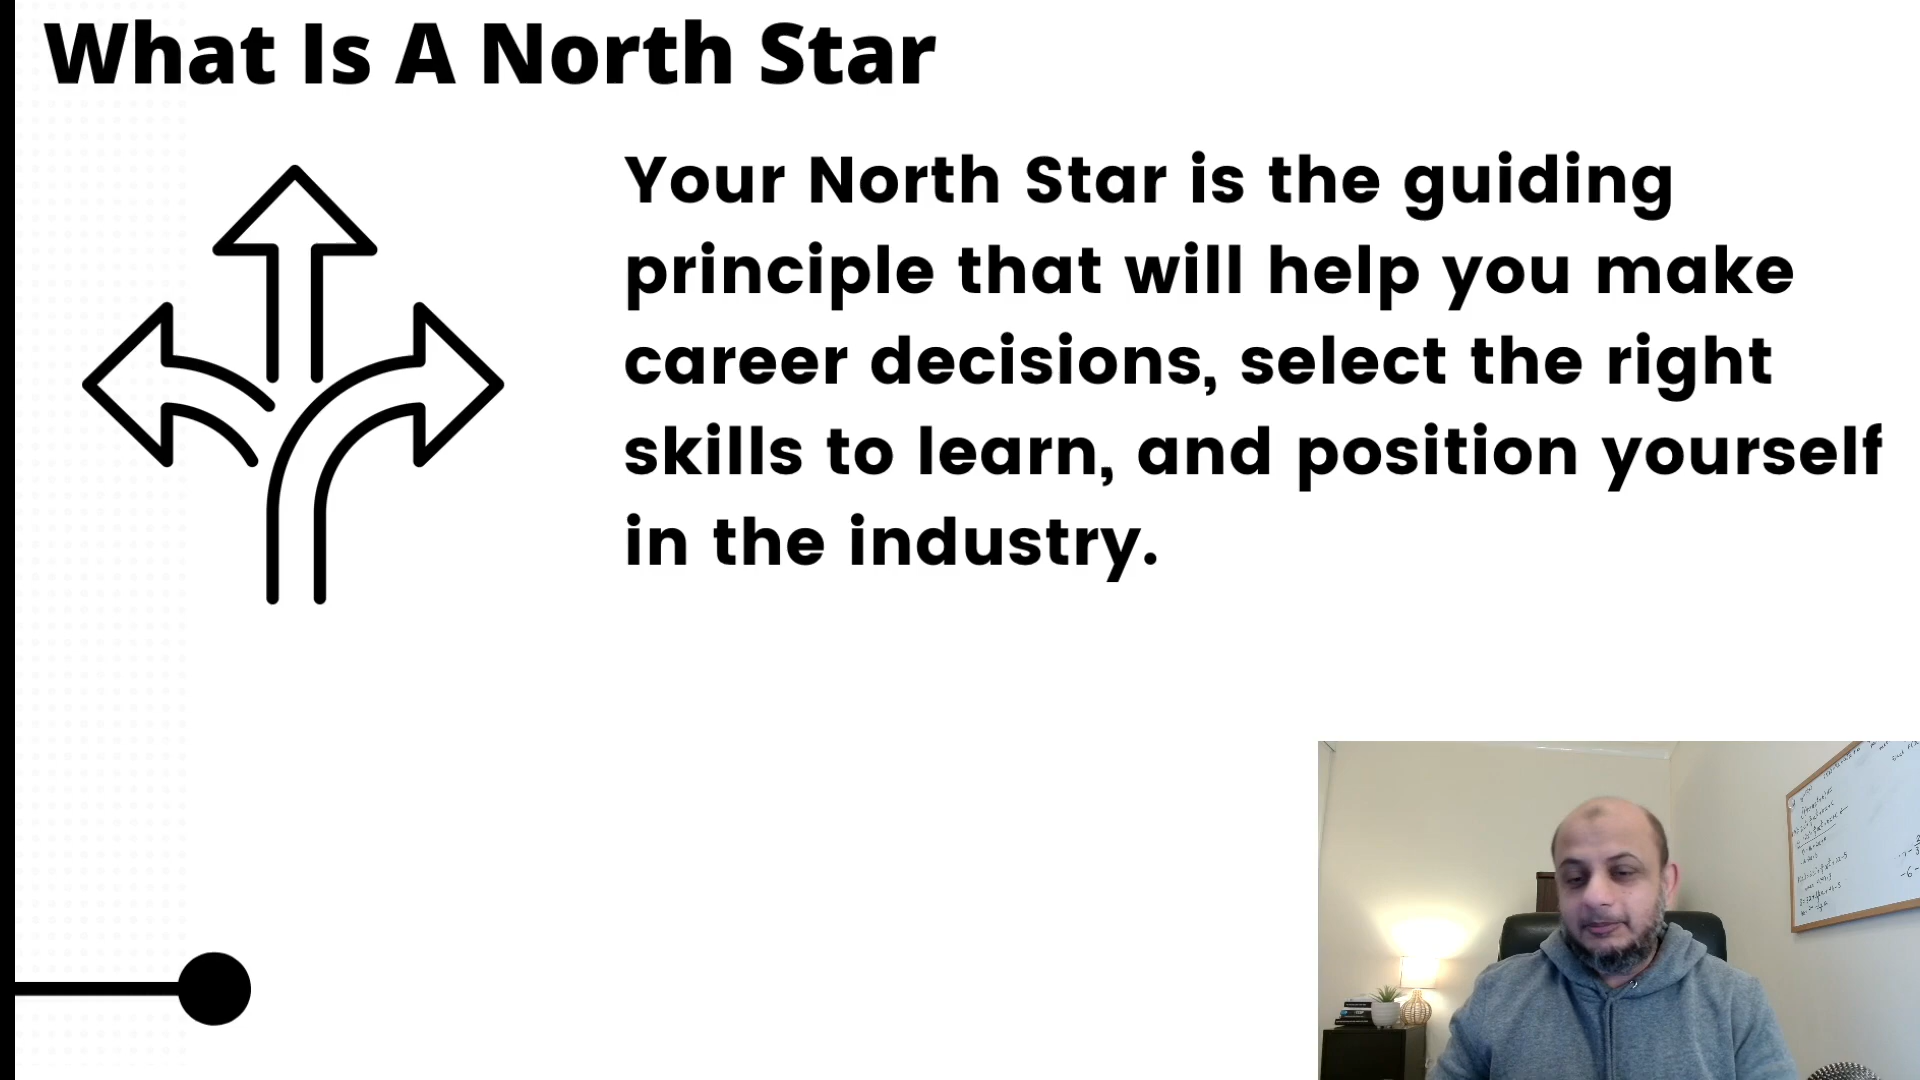 What Is A North Star
Your North Star is the guiding
principle that will help you make
career decisions, select the right
skills to learn, and position yourself
in the industry.